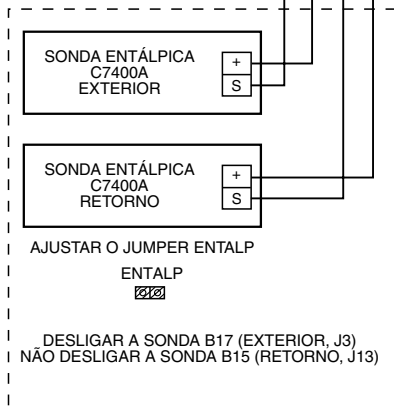 SONDA ENTÁLPICA
C7400A
EXTERIOR
+
S
SONDA ENTÁLPICA
C7400A
RETORNO
+
S
AJUSTAR O JUMPER ENTALP
ENTALP
DESLIGAR A SONDA B17 (EXTERIOR, J3)
NÃO DESLIGAR A SONDA B15 (RETORNO, J13)